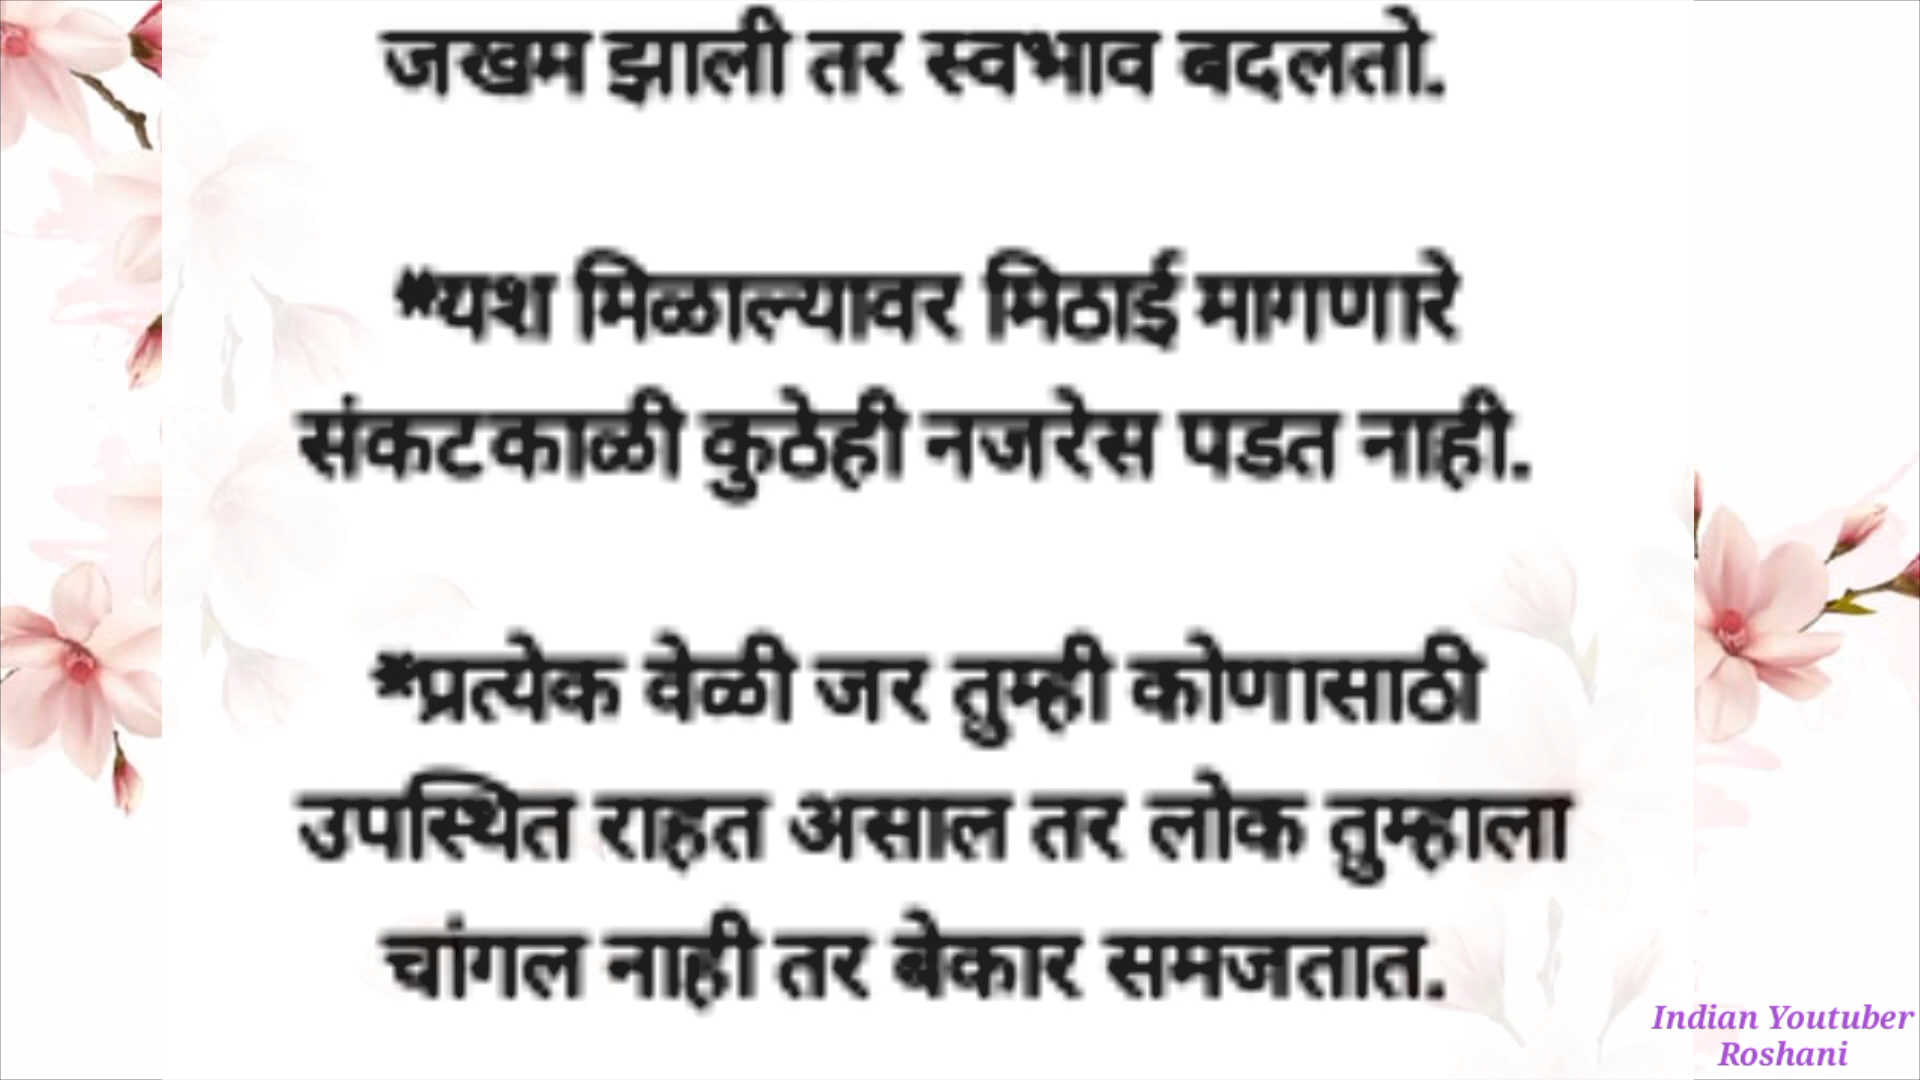 जखम झाली तर स्वभाव बदलतो.
*यश मिळाल्यावर मिठाई मागणारे
संकटकाळी कुठेही नजरेस पडत नाही.
*प्रत्येक वेळी जर तुम्ही कोणासाठी
उपस्थित राहत असाल तर लोक तुम्हाला
चांगल नाही तर बेकार समजतात.
Indian Youtuber
Roshani